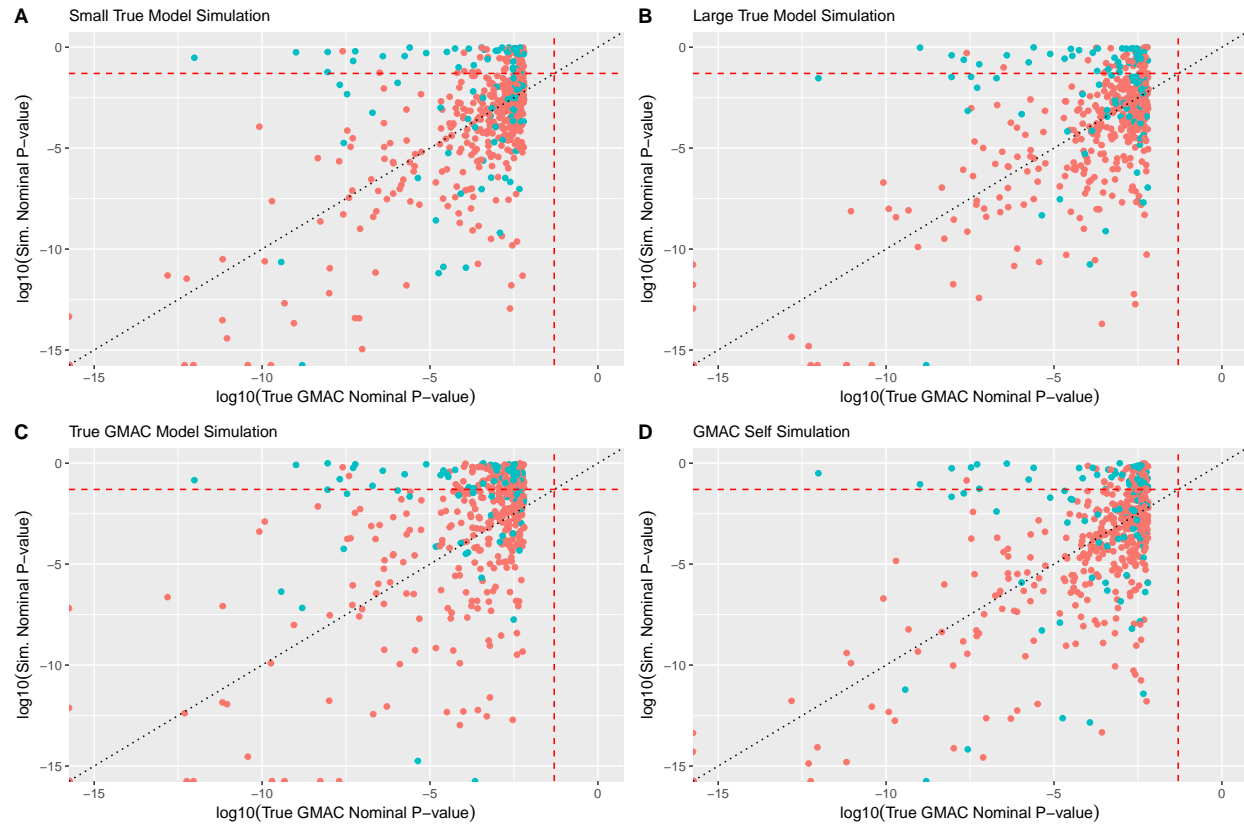 A Small True Model Simulation
B Large True Model Simulation
0
−5
−10
−15
log10(Sim. Nominal P−value)
−15 −10 −5 0
log10(True GMAC Nominal P−value)
0
−5
−10
−15
log10(Sim. Nominal P−value)
−15 −10 −5 0
log10(True GMAC Nominal P−value)
C True GMAC Model Simulation
D GMAC Self Simulation
0
−5
−10
−15
log10(Sim. Nominal P−value)
−15 −10 −5 0
log10(True GMAC Nominal P−value)
0
−5
−10
−15
log10(Sim. Nominal P−value)
−15 −10 −5 0
log10(True GMAC Nominal P−value)